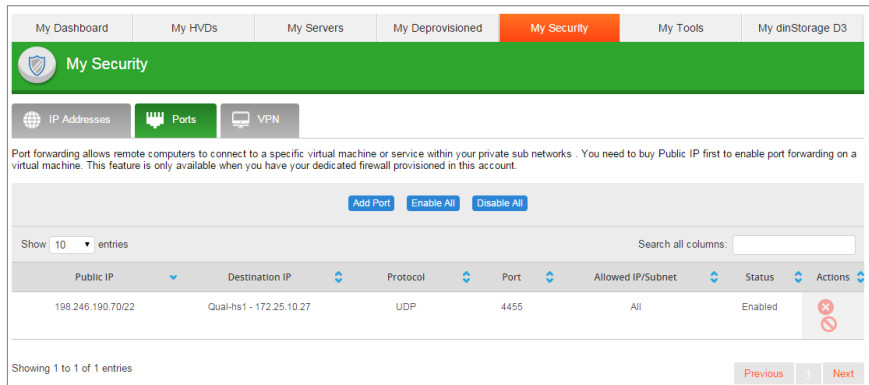 My Dashboard My HVDs My Servers My Deprovisioned My Security My Tools My dinStorage D3
My Security
IP Addresses Ports VPN
Port forwarding allows remote computers to connect to a specific virtual machine or service within your private sub networks . You need to buy Public IP first to enable port forwarding on a
virtual machine. This feature is only available when you have your dedicated firewall provisioned in this account.
Add Port Enable All Disable All
Show 10 entries Search all columns:
Public IP Destination IP Protocol Port Allowed IP/Subnet Status Actions
198.246.190.70/22 Qual-hs1 - 172.25.10.27 UDP 4455 All Enabled
Showing 1 to 1 of 1 entries
Previous 1 Next